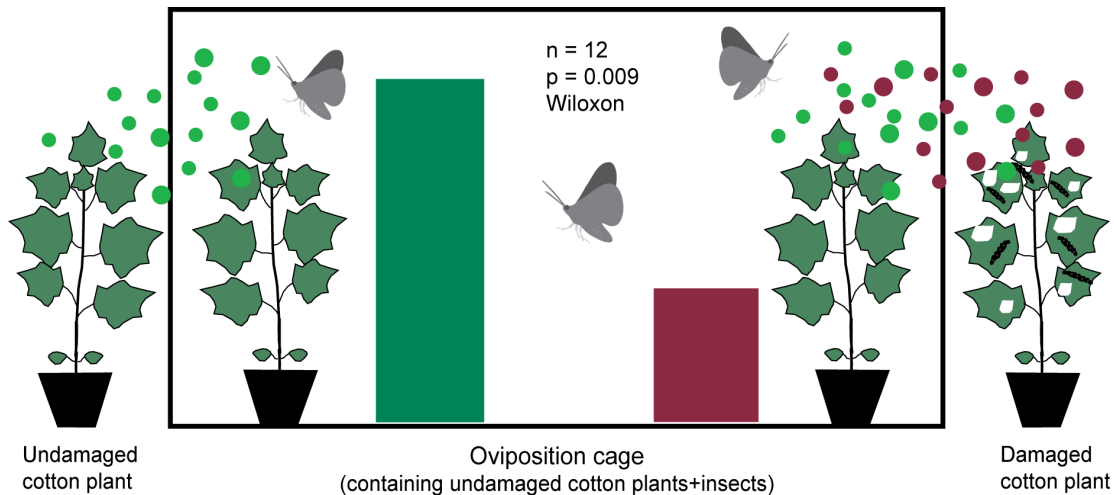 n = 12
p = 0.009
Wiloxon
Undamaged
cotton plant
Oviposition cage
(containing undamaged cotton plants+insects)
Damaged
cotton plant